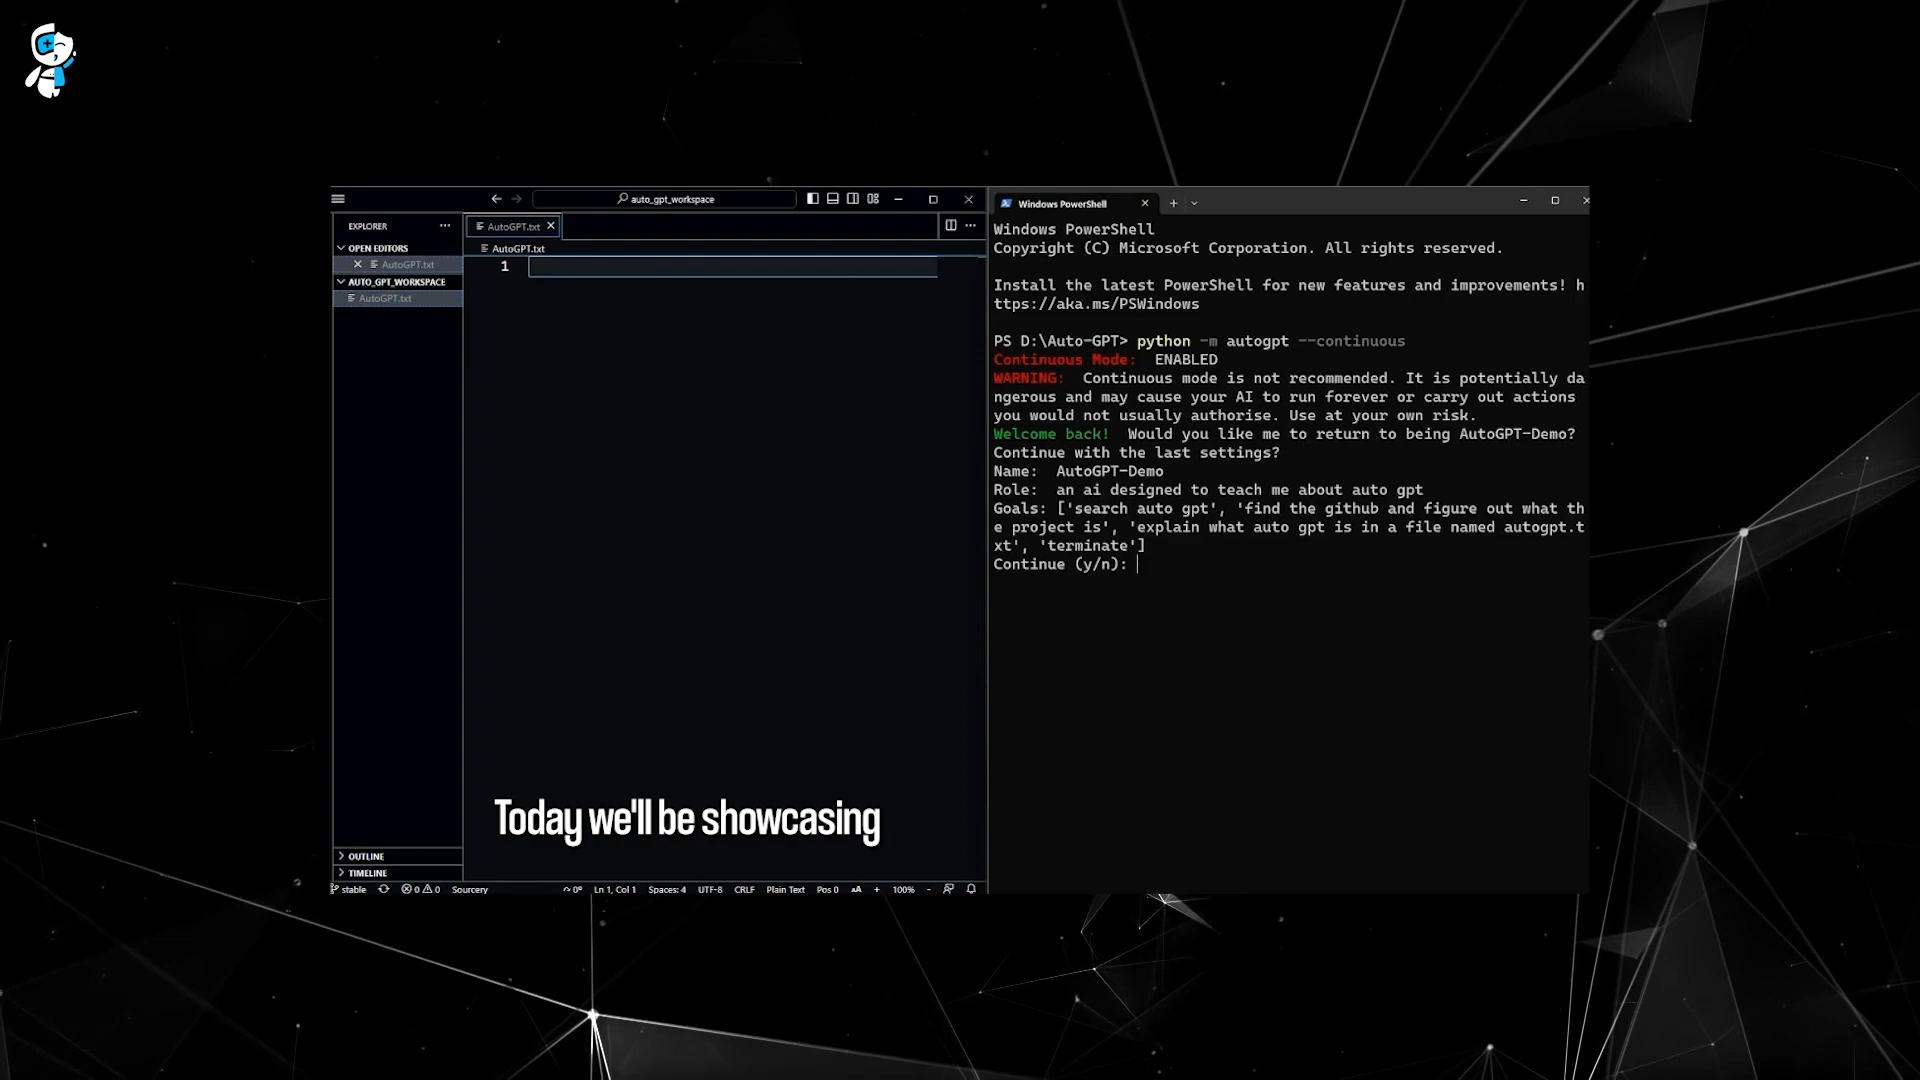 auto_gpt_workspace
EXPLORER
AutoGPT.txt
OPEN EDITORS
AutoGPT.txt
AutoGPT.txt
1
AUTO_GPT_WORKSPACE
AutoGPT.txt
OUTLINE
TIMELINE
stable 0 0 Sourcery 0° Ln 1, Col 1 Spaces: 4 UTF-8 CRLF Plain Text Pos 0 aA + 100% -
Today we'll be showcasing
Windows PowerShell
Windows PowerShell
Copyright (C) Microsoft Corporation. All rights reserved.
Install the latest PowerShell for new features and improvements! h
ttps://aka.ms/PSWindows
PS D:\Auto-GPT> python -m autogpt --continuous
Continuous Mode: ENABLED
WARNING: Continuous mode is not recommended. It is potentially da
ngerous and may cause your AI to run forever or carry out actions
you would not usually authorise. Use at your own risk.
Welcome back! Would you like me to return to being AutoGPT-Demo?
Continue with the last settings?
Name: AutoGPT-Demo
Role: an ai designed to teach me about auto gpt
Goals: ['search auto gpt', 'find the github and figure out what th
e project is', 'explain what auto gpt is in a file named autogpt.t
xt', 'terminate']
Continue (y/n):